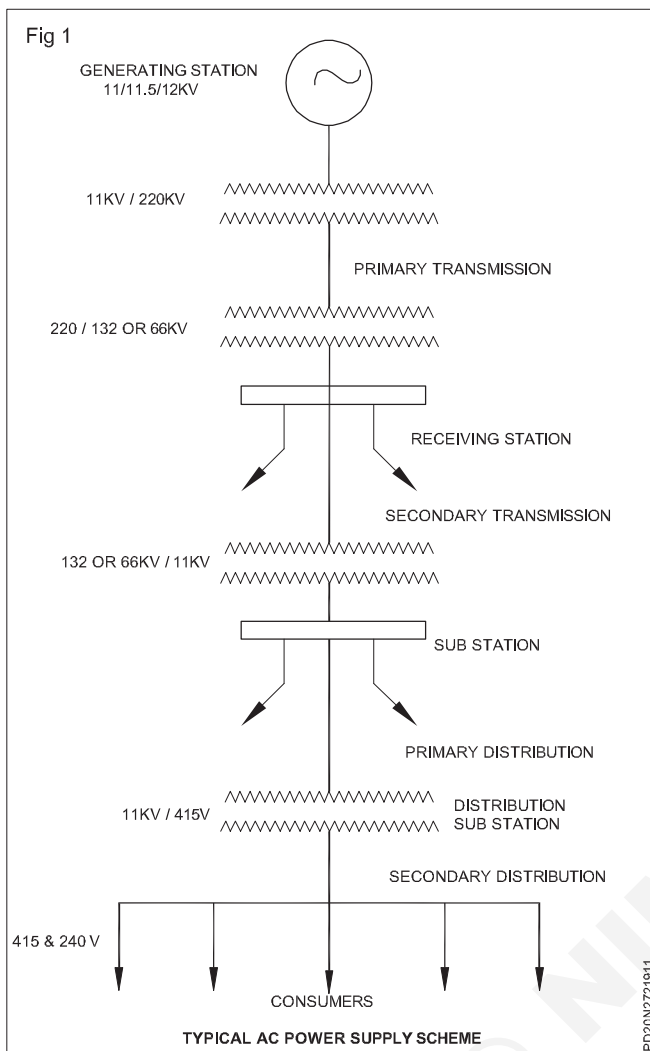 Fig 1
GENERATING STATION
11/11.5/12KV
11KV / 220KV
PRIMARY TRANSMISSION
220 / 132 OR 66KV
RECEIVING STATION
SECONDARY TRANSMISSION
132 OR 66KV / 11KV
SUB STATION
PRIMARY DISTRIBUTION
11KV / 415V
DISTRIBUTION
SUB STATION
SECONDARY DISTRIBUTION
415 & 240 V
CONSUMERS
TYPICAL AC POWER SUPPLY SCHEME
PD20N2721911